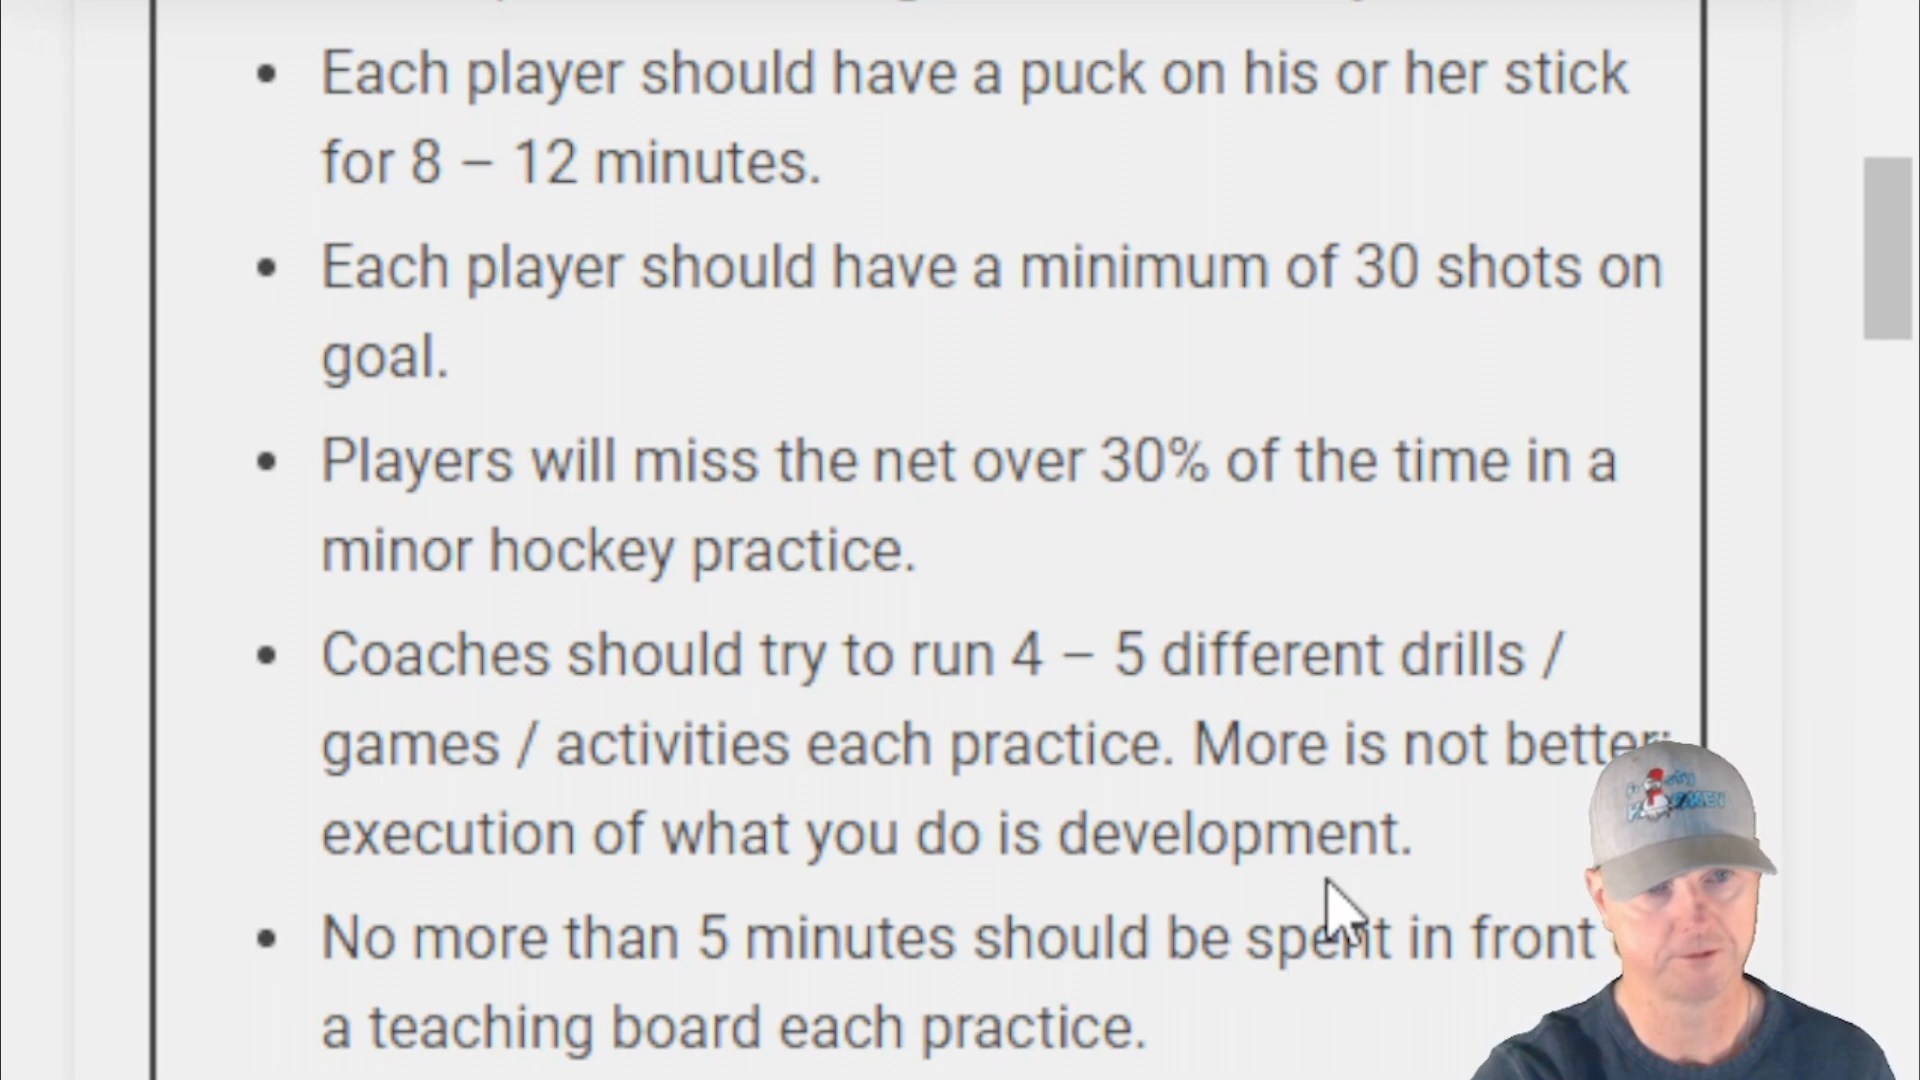 • Each player should have a puck on his or her stick
for 8 – 12 minutes.
• Each player should have a minimum of 30 shots on
goal.
• Players will miss the net over 30% of the time in a
minor hockey practice.
• Coaches should try to run 4 – 5 different drills /
games / activities each practice. More is not better;
execution of what you do is development.
• No more than 5 minutes should be spent in front
a teaching board each practice.